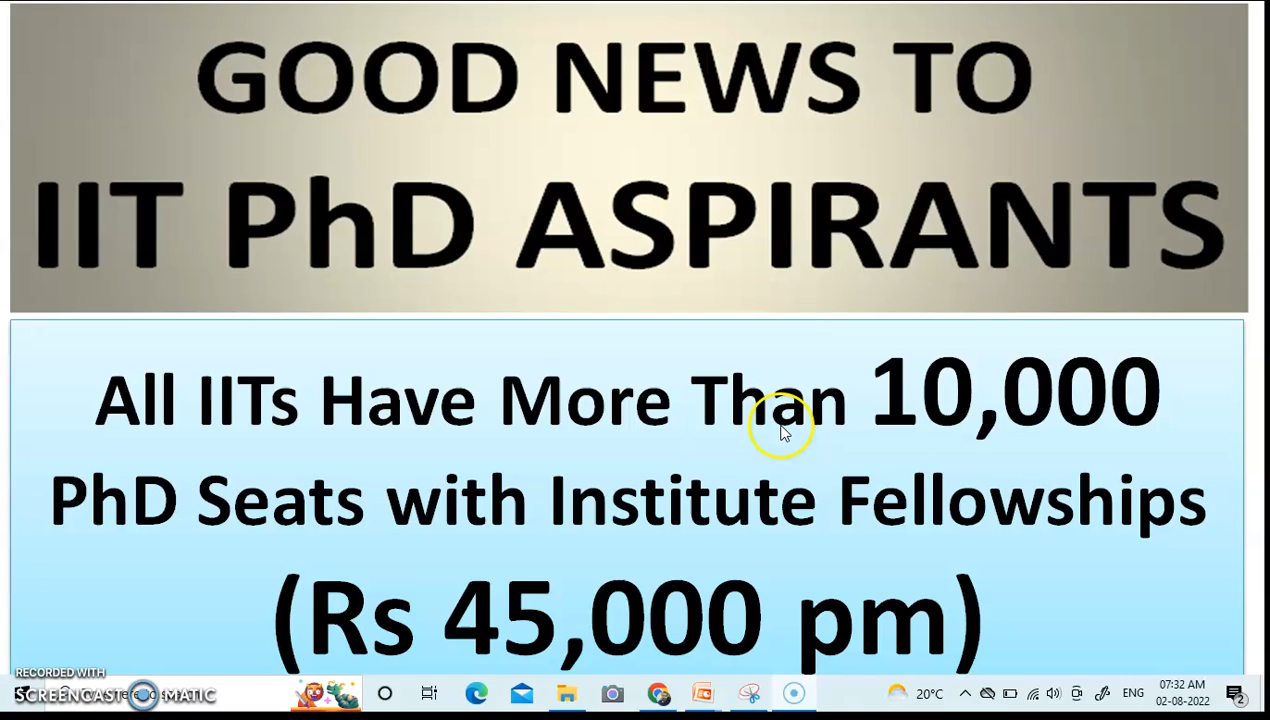 GOOD NEWS TO
IIT PhD ASPIRANTS
All IITs Have More Than 10,000
PhD Seats with Institute Fellowships
(Rs 45,000 pm)
RECORDED WITH
SCREENCAST MATIC
20°C
ENG
07:32 AM
02-08-2022
2